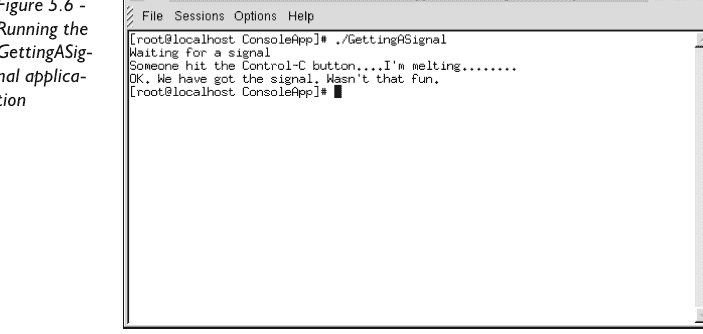 Figure 5.6 -
Running the
GettingASig-
nal applica-
tion
File Sessions Options Help
[root@localhost ConsoleApp]# ./GettingASignal
Waiting for a signal
Someone hit the Control-C button....I'm melting........
OK. We have got the signal. Wasn't that fun.
[root@localhost ConsoleApp]#